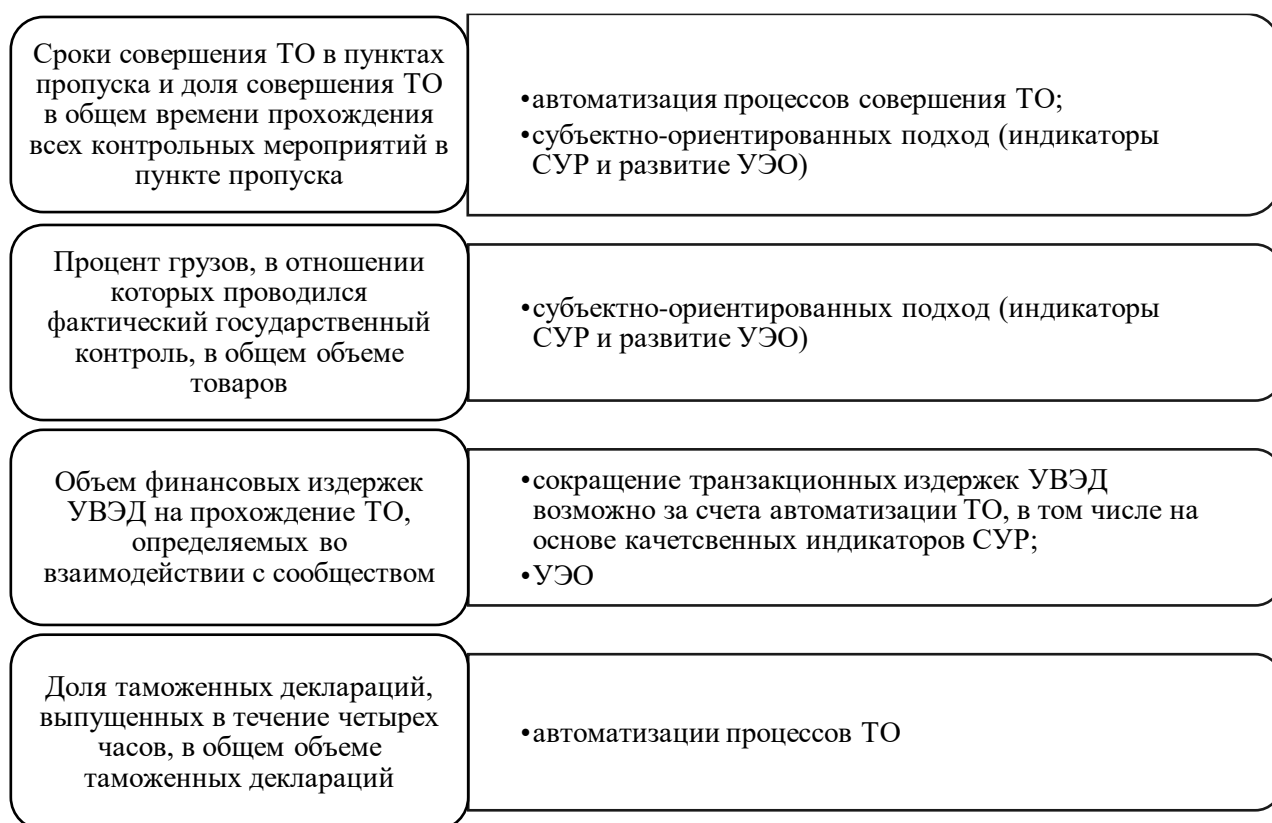 Сроки совершения ТО в пунктах
пропуска и доля совершения ТО
в общем времени прохождения
всех контрольных мероприятий в
пункте пропуска
•автоматизация процессов совершения ТО;
•субъектно-ориентированных подход (индикаторы
СУР и развитие УЭО)
Процент грузов, в отношении
которых проводился
фактический государственный
контроль, в общем объеме
товаров
•субъектно-ориентированных подход (индикаторы
СУР и развитие УЭО)
Объем финансовых издержек
УВЭД на прохождение ТО,
определяемых во
взаимодействии с сообществом
•сокращение транзакционных издержек УВЭД
возможно за счета автоматизации ТО, в том числе на
основе качетсвенных индикаторов СУР;
•УЭО
Доля таможенных деклараций,
выпущенных в течение четырех
часов, в общем объеме
таможенных деклараций
•автоматизации процессов ТО